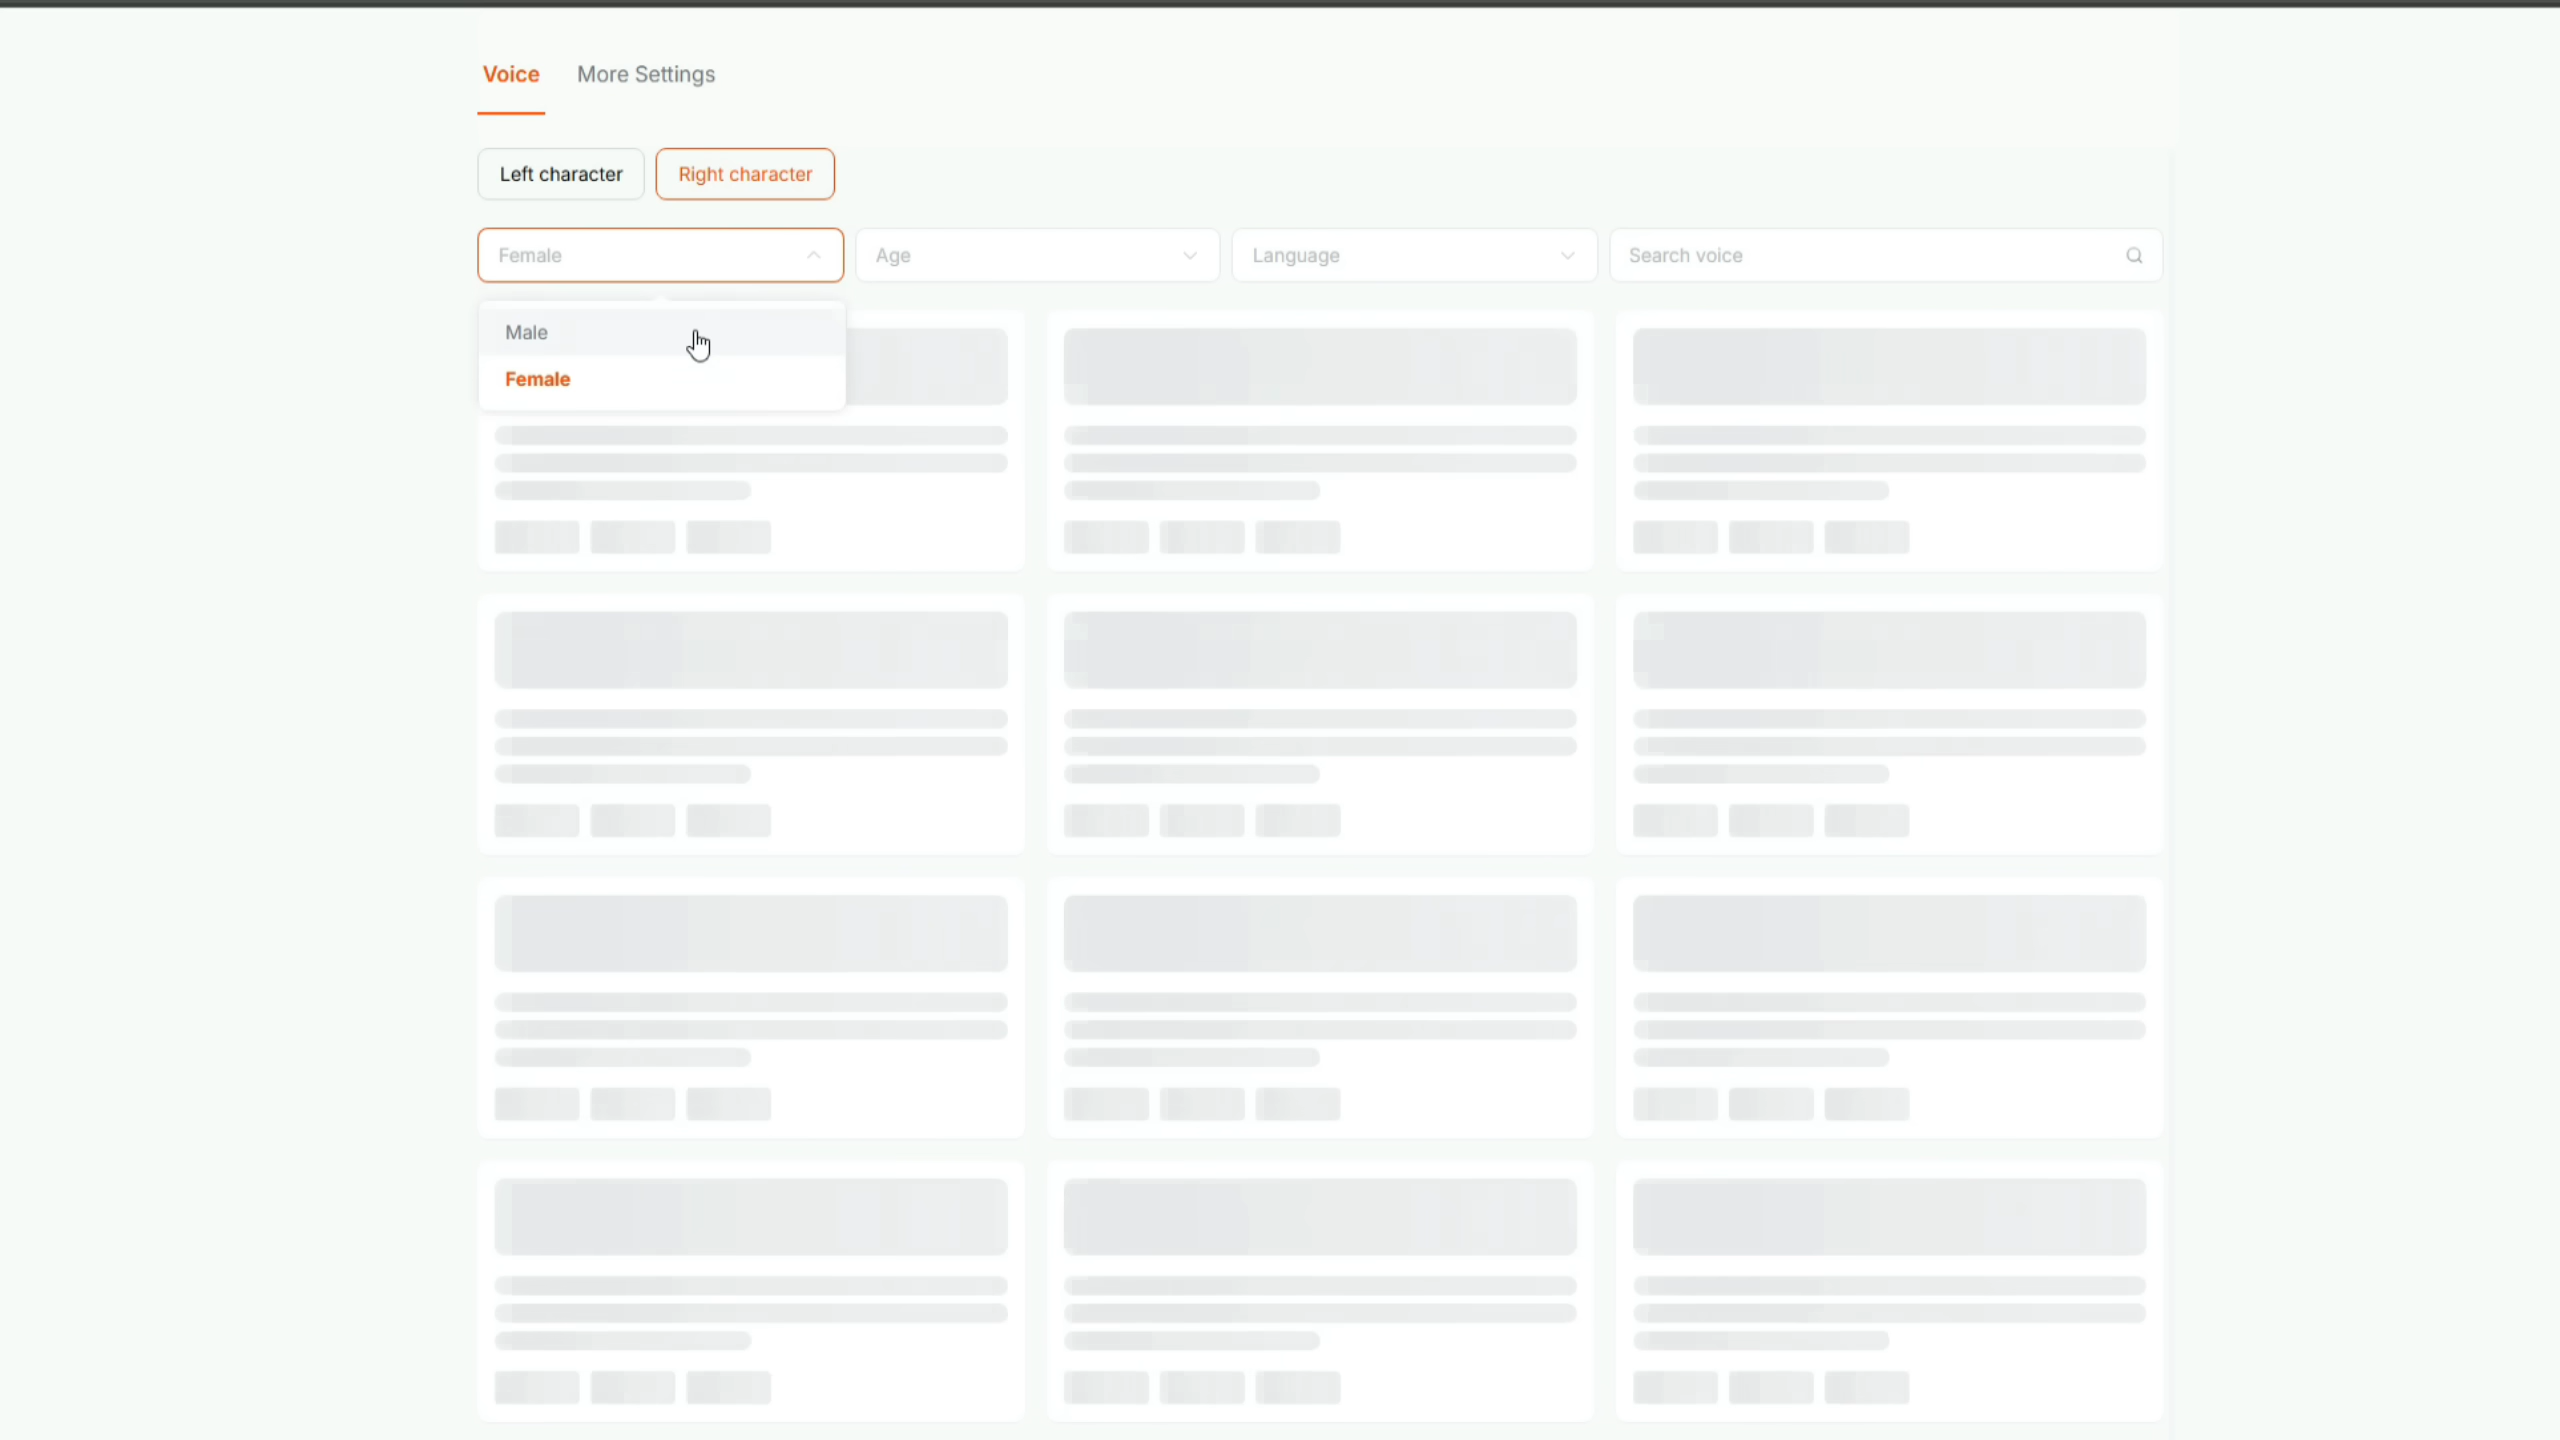 Voice More Settings
Left character Right character
Female Age Language Search voice
Male
Female